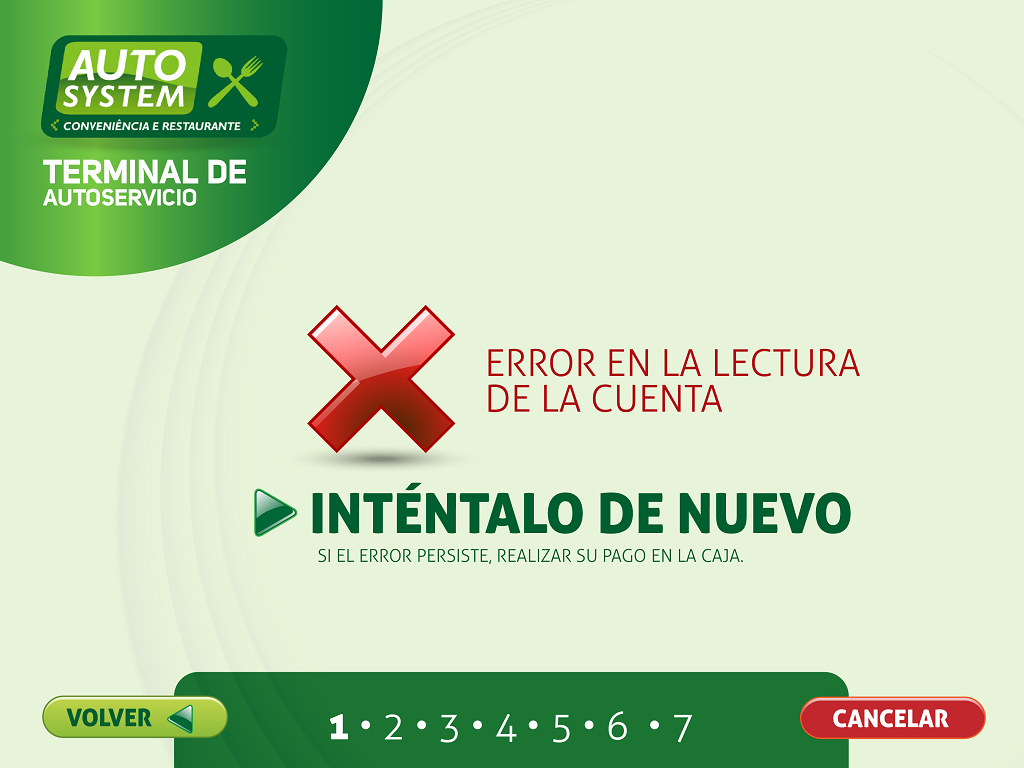 AUTO
SYSTEM
CONVENIÊNCIA E RESTAURANTE
TERMINAL DE
AUTOSERVICIO
ERROR EN LA LECTURA
DE LA CUENTA
INTÉNTALO DE NUEVO
SI EL ERROR PERSISTE, REALIZAR SU PAGO EN LA CAJA.
VOLVER
1 • 2 • 3 • 4 • 5 • 6 • 7
CANCELAR